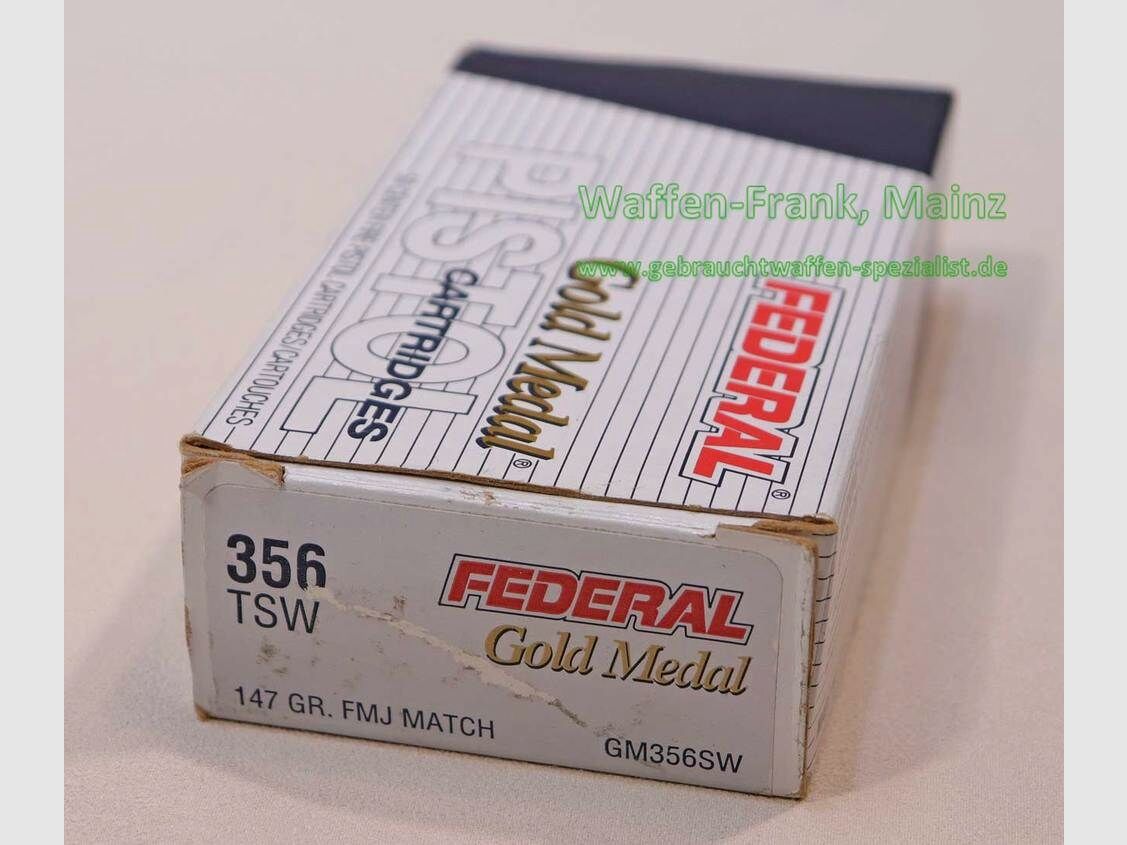 Waffen-Frank, Mainz
www.gebrauchtwaffen-spezialist.de
FEDERAL®
Gold Medal®
PISTOL
CARTRIDGES
PISTOL CARTRIDGES/CARTOUCHES
356
TSW
FEDERAL
Gold Medal
147 GR. FMJ MATCH
GM356SW